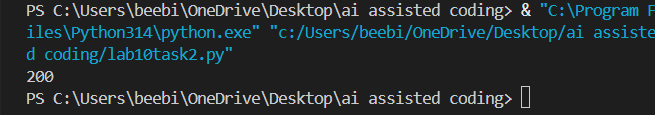 PS C:\Users\beebi\OneDrive\Desktop\ai assisted coding> & "C:\Program F
iles\Python314\python.exe" "c:/Users/beebi/OneDrive/Desktop/ai assiste
d coding/lab10task2.py"
200
PS C:\Users\beebi\OneDrive\Desktop\ai assisted coding>